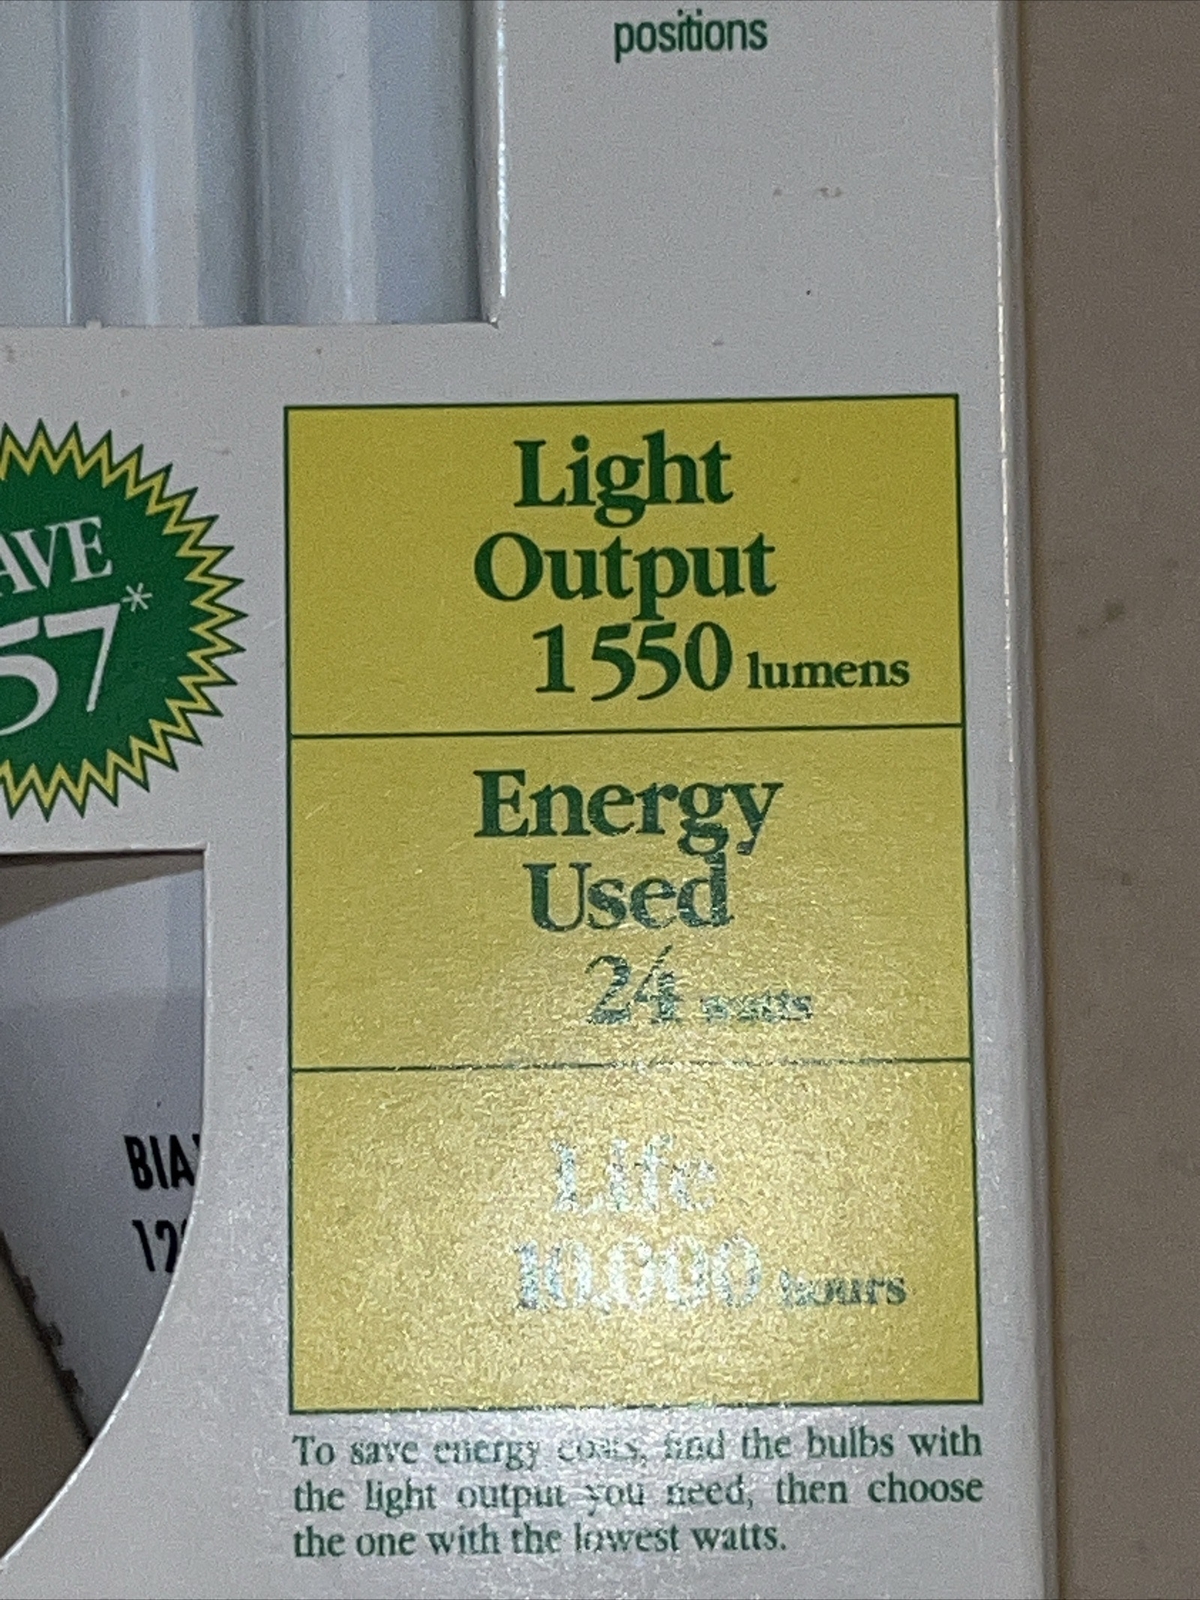 positions
AVE
57*
Light
Output
1550 lumens
Energy
Used
24 watts
BIA
12
Life
10,000 hours
To save energy costs, find the bulbs with
the light output you need, then choose
the one with the lowest watts.